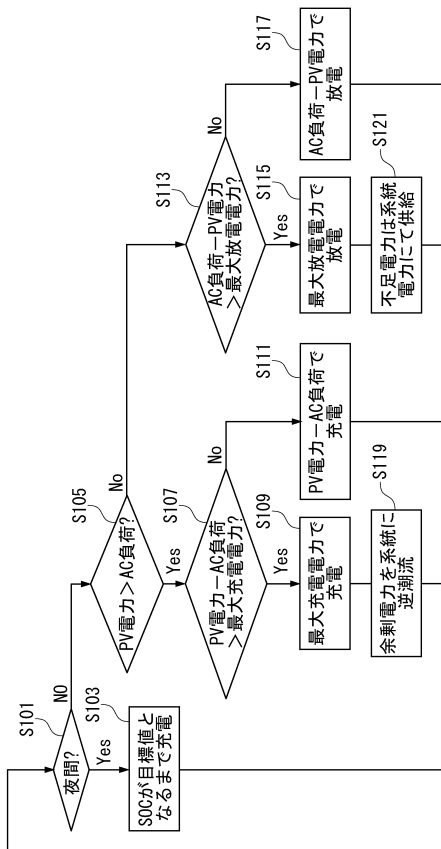 S101
夜間?
NO
Yes
S103
SOCが目標値と
なるまで充電
S105
PV電力>AC負荷?
No
Yes
S107
PV電力−AC負荷
>最大充電電力?
No
Yes
S109
最大充電電力で
充電
S111
PV電力−AC負荷で
充電
S119
余剰電力を系統に
逆潮流
S113
AC負荷−PV電力
>最大放電電力?
No
Yes
S115
最大放電電力で
放電
S117
AC負荷−PV電力で
放電
S121
不足電力は系統
電力にて供給